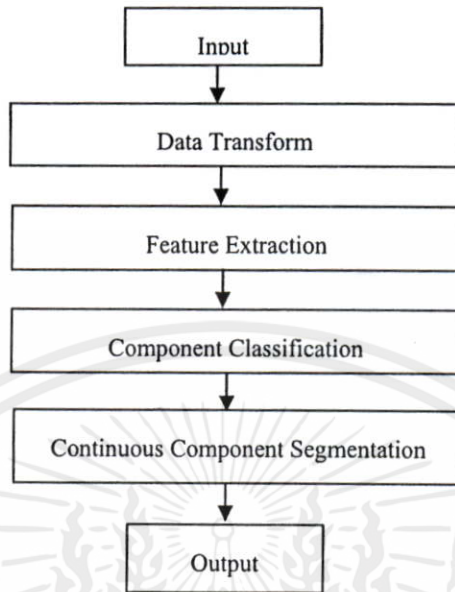 Input
Data Transform
Feature Extraction
Component Classification
Continuous Component Segmentation
Output